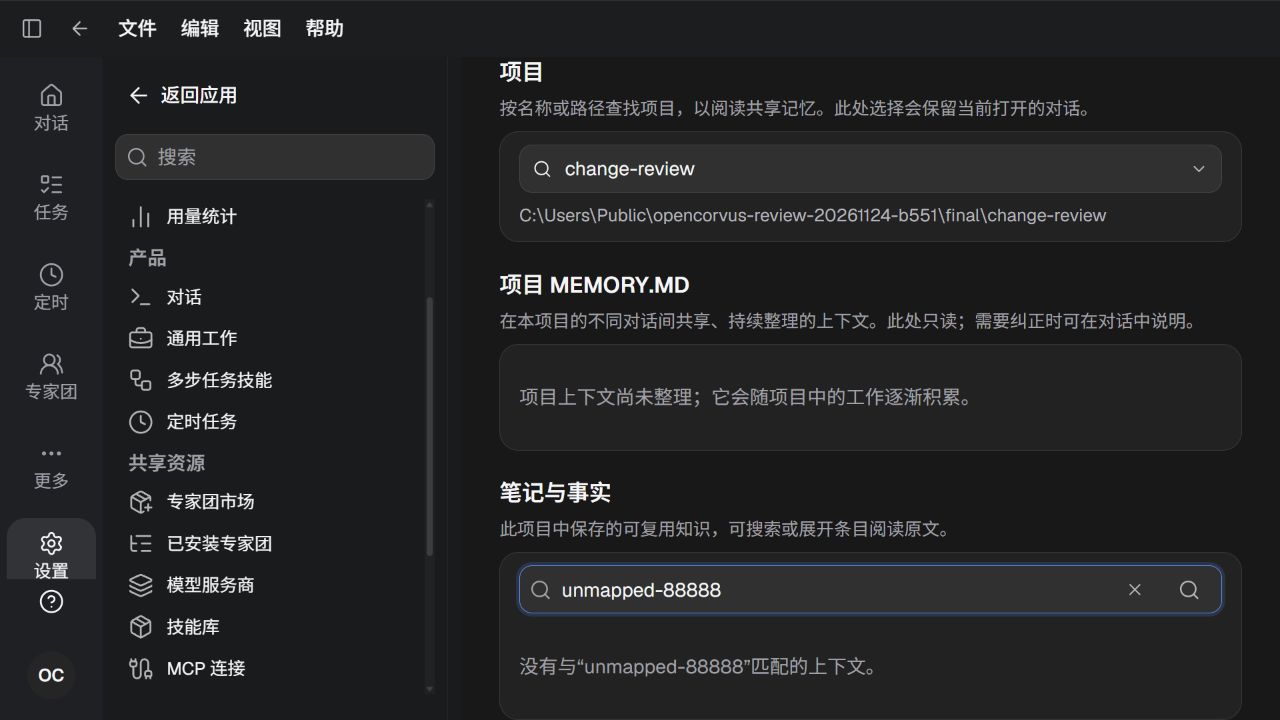 文件 编辑 视图 帮助
对话
任务
定时
专家团
更多
设置
OC
返回应用
搜索
用量统计
产品
对话
通用工作
多步任务技能
定时任务
共享资源
专家团市场
已安装专家团
模型服务商
技能库
MCP 连接
项目
按名称或路径查找项目，以阅读共享记忆。此处选择会保留当前打开的对话。
change-review
C:\Users\Public\opencorvus-review-20261124-b551\final\change-review
项目 MEMORY.MD
在本项目的不同对话间共享、持续整理的上下文。此处只读；需要纠正时可在对话中说明。
项目上下文尚未整理；它会随项目中的工作逐渐积累。
笔记与事实
此项目中保存的可复用知识，可搜索或展开条目阅读原文。
unmapped-88888
没有与“unmapped-88888”匹配的上下文。